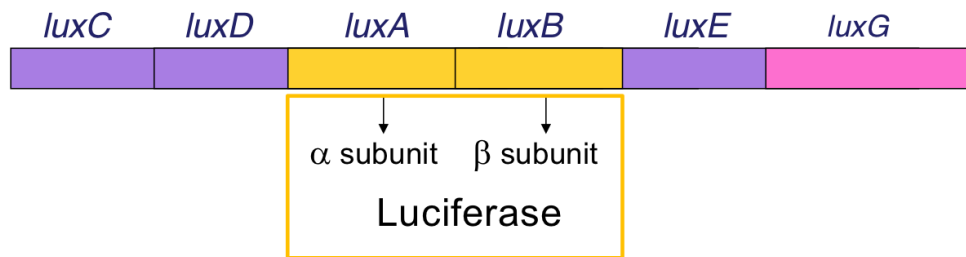 luxC luxD luxA luxB luxE luxG
α subunit β subunit
Luciferase